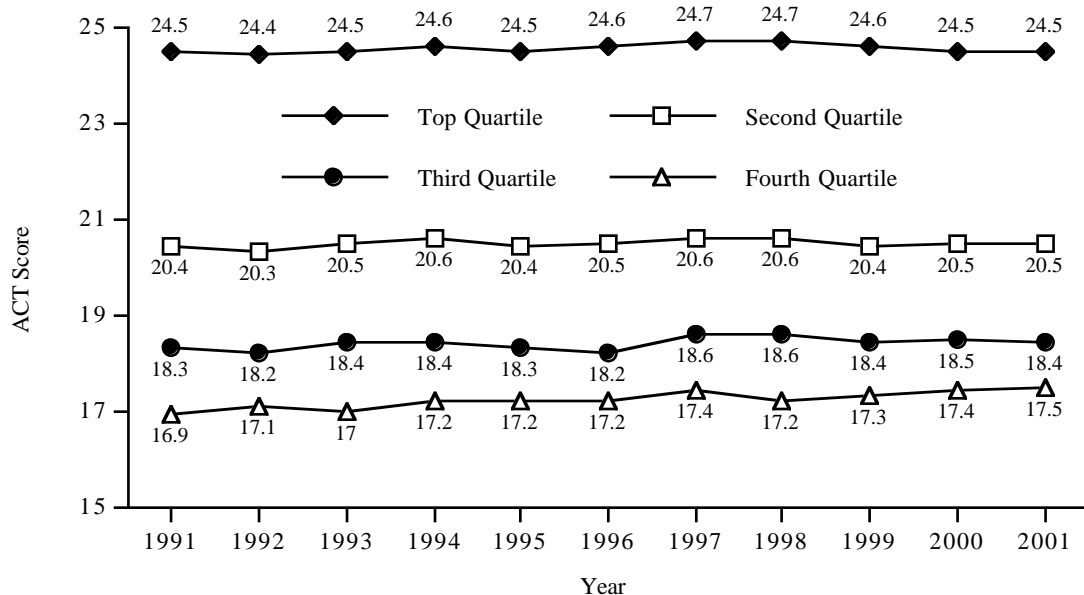 24.5 24.4 24.5 24.6 24.5 24.6 24.7 24.7 24.6 24.5 24.5
25
Top Quartile Second Quartile
23
Third Quartile Fourth Quartile
21
20.4 20.3 20.5 20.6 20.4 20.5 20.6 20.6 20.4 20.5 20.5
ACT Score
19
18.3 18.2 18.4 18.4 18.3 18.2 18.6 18.6 18.4 18.5 18.4
17
16.9 17.1 17 17.2 17.2 17.2 17.4 17.2 17.3 17.4 17.5
15
1991 1992 1993 1994 1995 1996 1997 1998 1999 2000 2001
Year